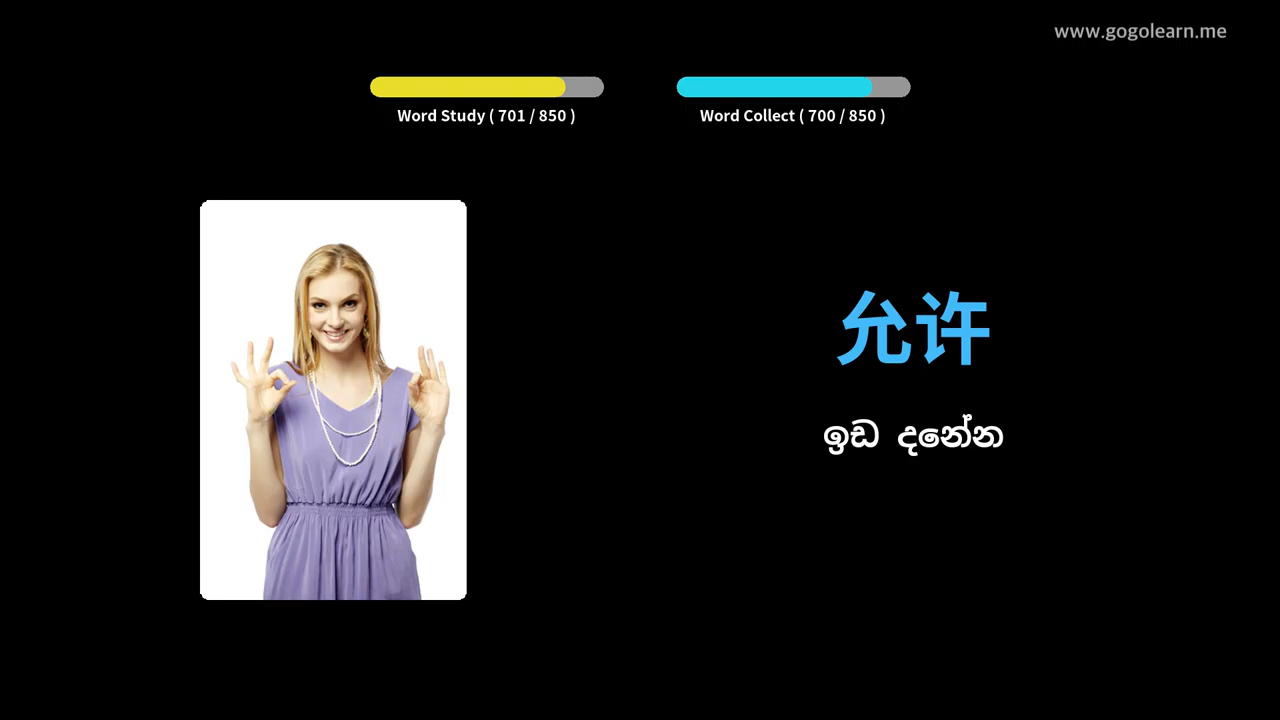 www.gogolearn.me
Word Study ( 701 / 850 )
Word Collect ( 700 / 850 )
允许
ඉඩ දනේන